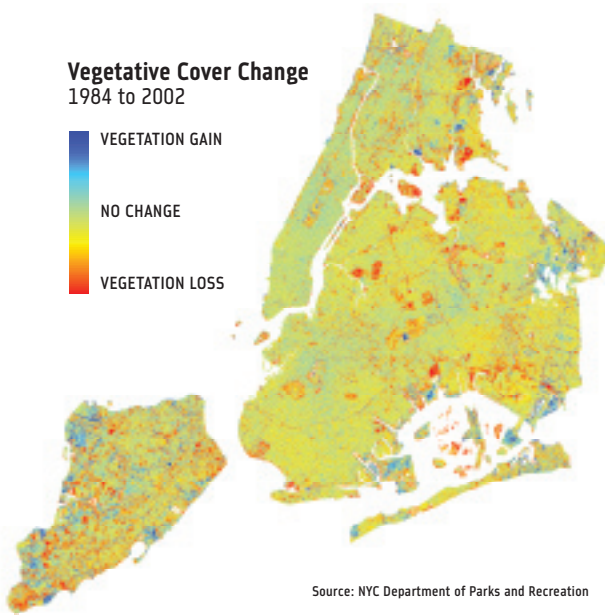 Vegetative Cover Change
1984 to 2002
VEGETATION GAIN
NO CHANGE
VEGETATION LOSS
Source: NYC Department of Parks and Recreation